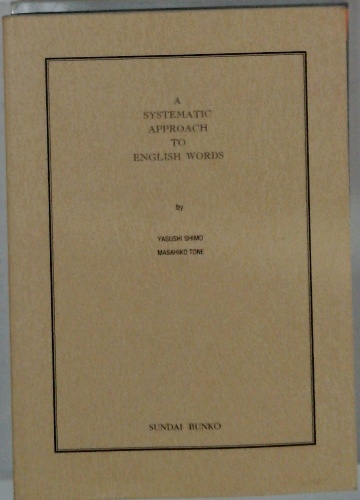 A
SYSTEMATIC
APPROACH
TO
ENGLISH WORDS
by
YASUSHI SHIMO
MASAHIKO TONE
SUNDAI BUNKO